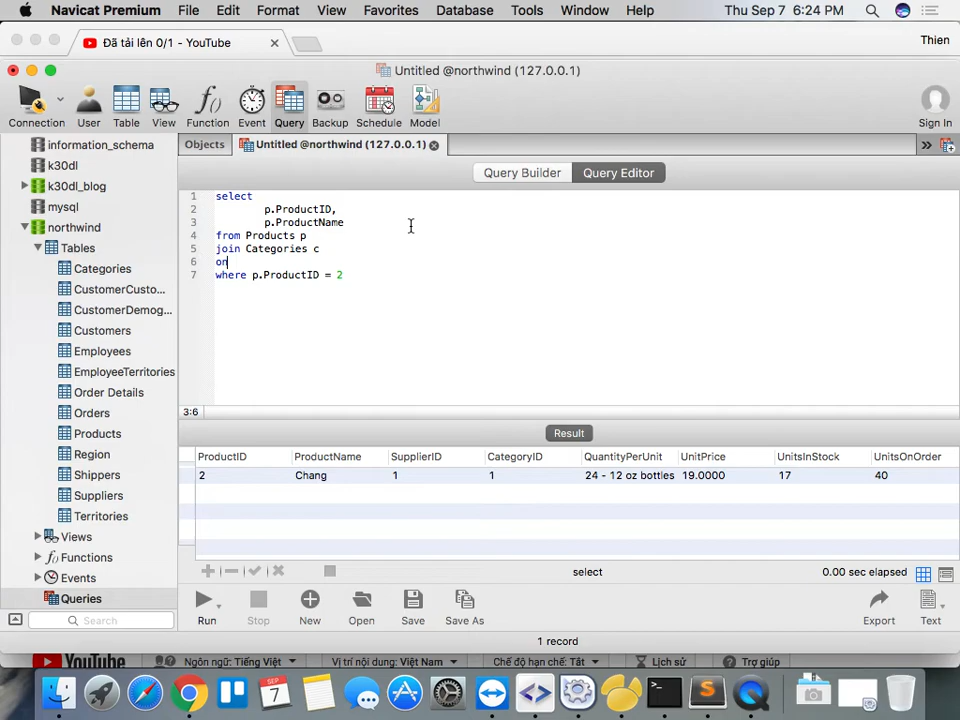 Navicat Premium File Edit Format View Favorites Database Tools Window Help Thu Sep 7 6:24 PM
Đã tải lên 0/1 - YouTube Thien
Untitled @northwind (127.0.0.1)
Connection User Table View Function Event Query Backup Schedule Model Sign In
information_schema
k30dl
k30dl_blog
mysql
northwind
Tables
Categories
CustomerCusto...
CustomerDemog...
Customers
Employees
EmployeeTerritories
Order Details
Orders
Products
Region
Shippers
Suppliers
Territories
Views
Functions
Events
Queries
Search
Objects Untitled @northwind (127.0.0.1)
Query Builder Query Editor
1 select
2 p.ProductID,
3 p.ProductName
4 from Products p
5 join Categories c
6 on
7 where p.ProductID = 2
3:6
Result
ProductID ProductName SupplierID CategoryID QuantityPerUnit UnitPrice UnitsInStock UnitsOnOrder
2 Chang 1 1 24 - 12 oz bottles 19.0000 17 40
select 0.00 sec elapsed
Run Stop New Open Save Save As Export Text
1 record
YouTube Ngôn ngữ: Tiếng Việt Vị trí nội dung: Việt Nam Chế độ hạn chế: Tắt Lịch sử Trợ giúp
SEP
7